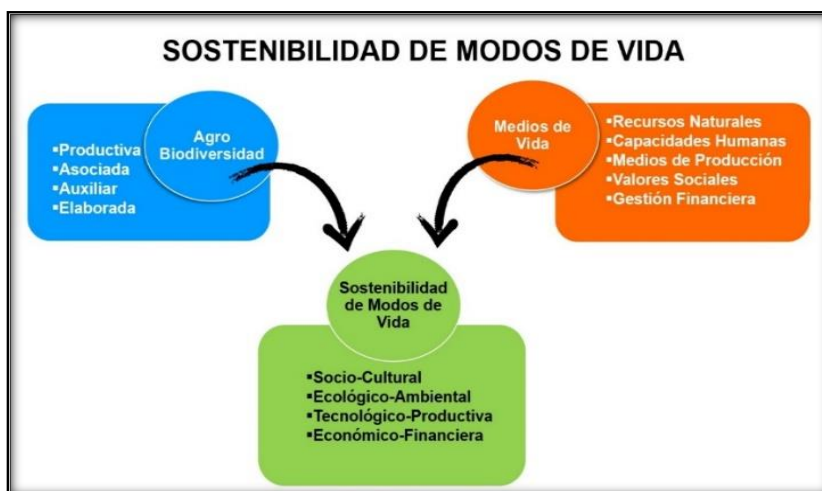 SOSTENIBILIDAD DE MODOS DE VIDA
Agro
Biodiversidad
▪Productiva
▪Asociada
▪Auxiliar
▪Elaborada
Medios de
Vida
▪Recursos Naturales
▪Capacidades Humanas
▪Medios de Producción
▪Valores Sociales
▪Gestión Financiera
Sostenibilidad
de Modos de
Vida
▪Socio-Cultural
▪Ecológico-Ambiental
▪Tecnológico-Productiva
▪Económico-Financiera